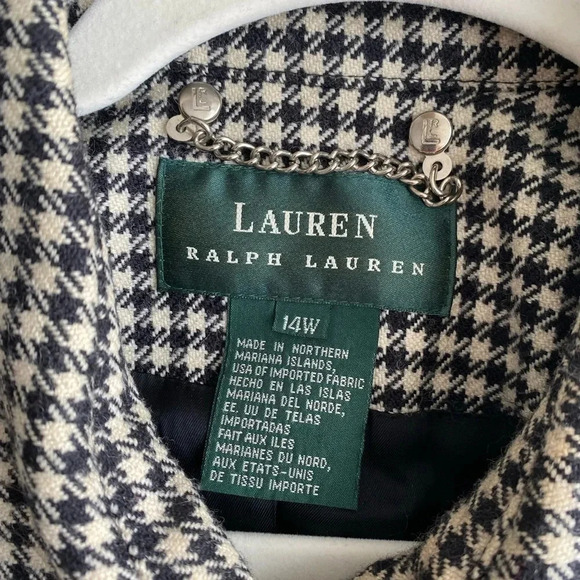 LAUREN
RALPH LAUREN
14W
MADE IN NORTHERN
MARIANA ISLANDS,
USA OF IMPORTED FABRIC
HECHO EN LAS ISLAS
MARIANA DEL NORDE,
EE. UU DE TELAS
IMPORTADAS
FAIT AUX ILES
MARIANES DU NORD,
AUX ETATS-UNIS
DE TISSU IMPORTE